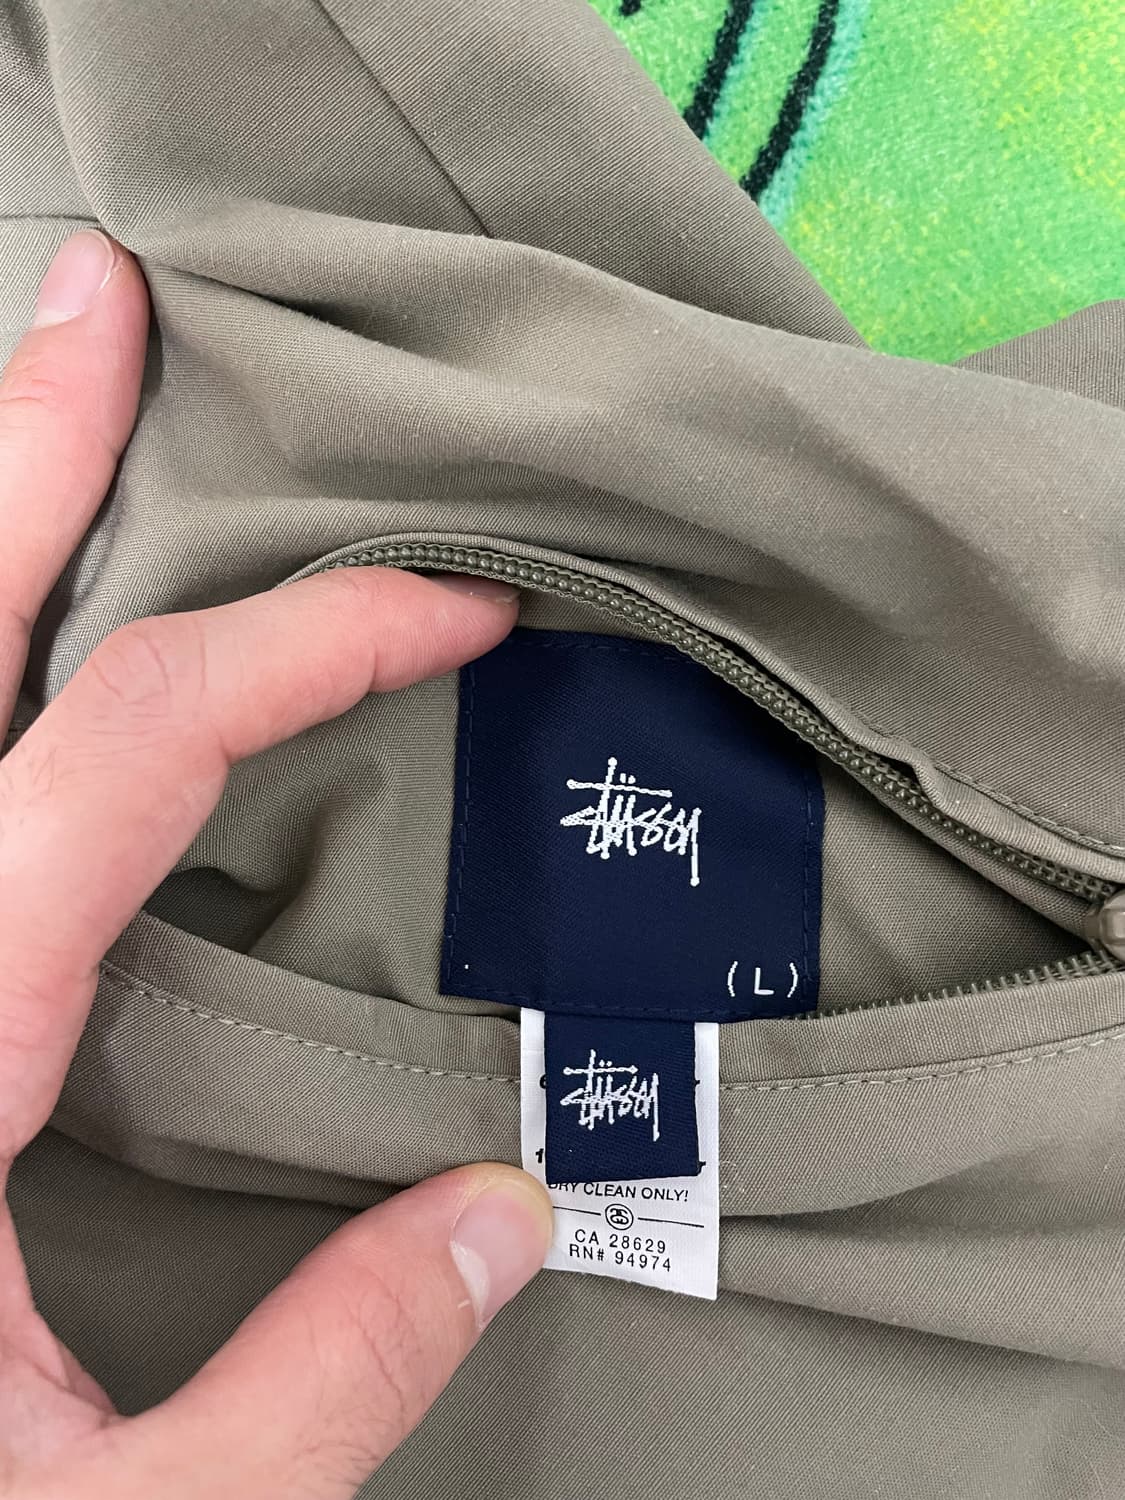 Stüssy
(L)
Stüssy
DRY CLEAN ONLY!
CA 28629
RN# 94974